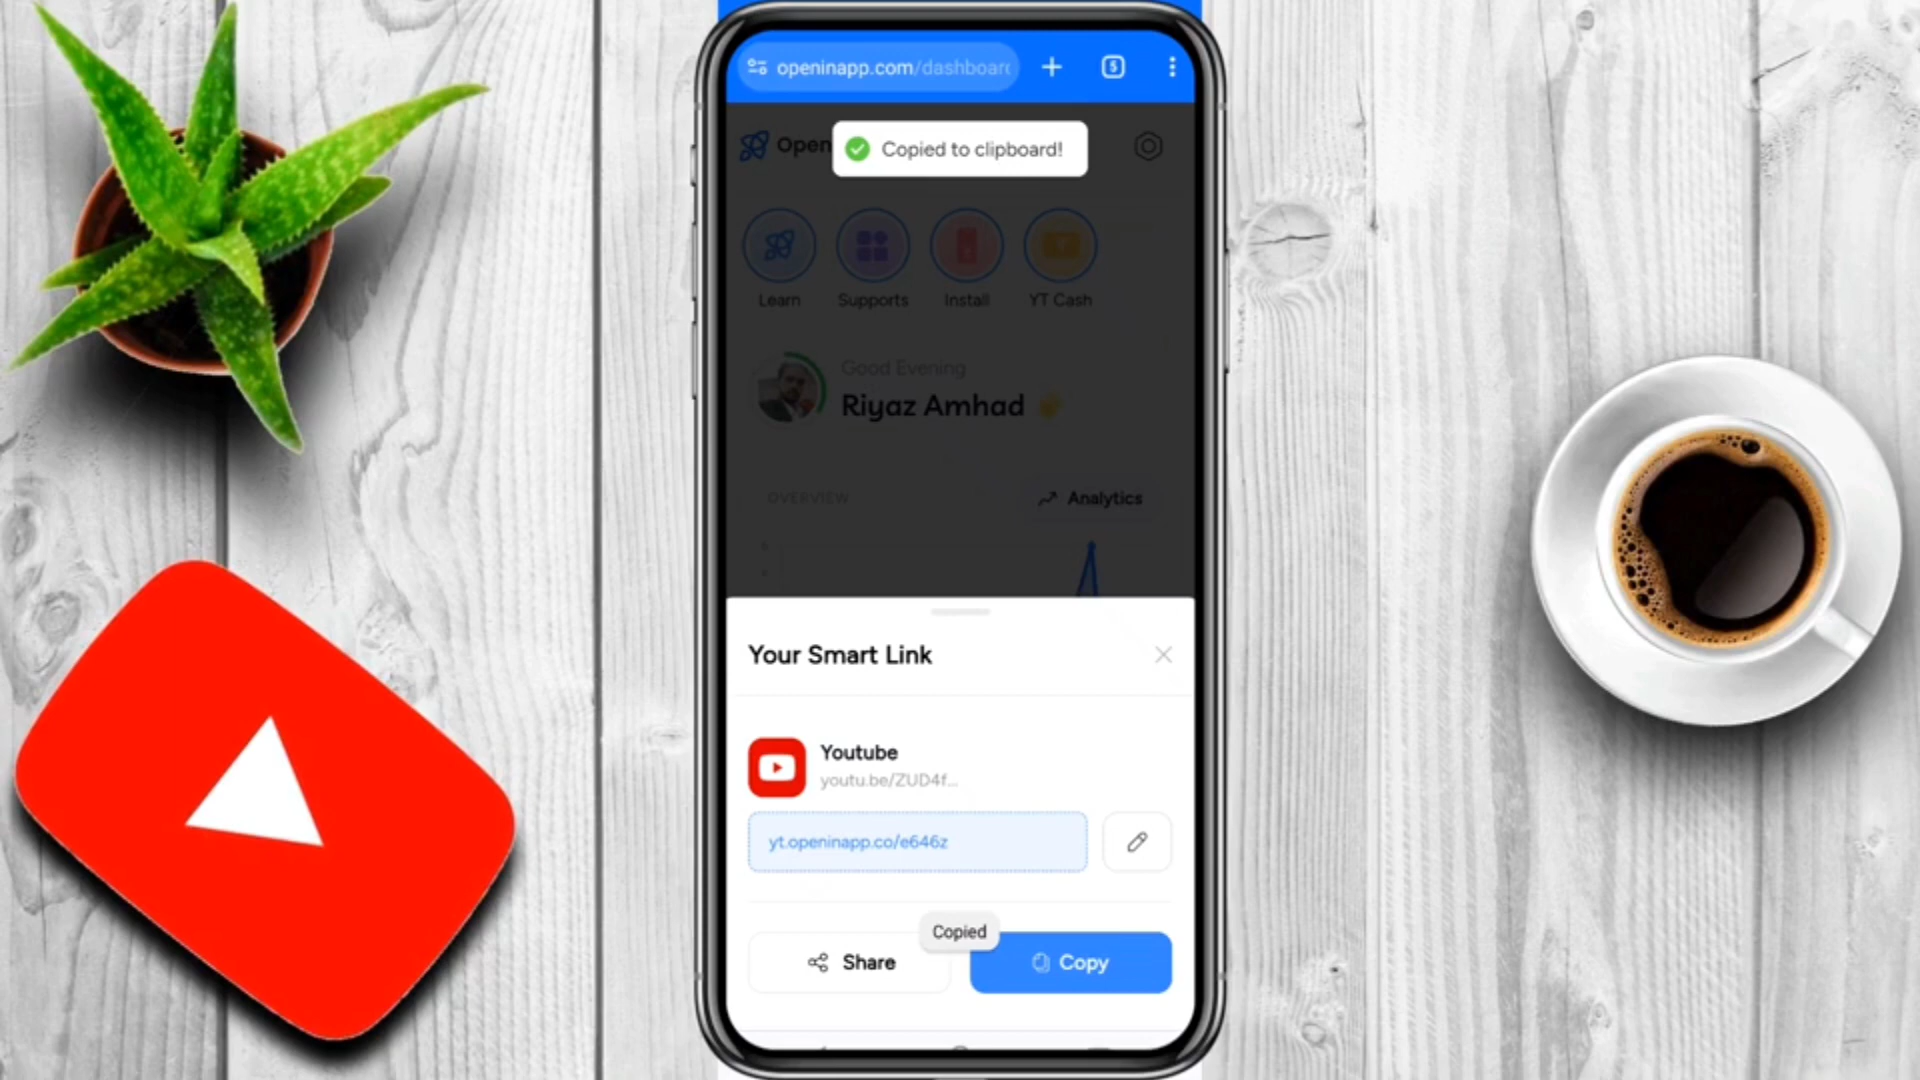 openinapp.com/dashboard
5
Open
Copied to clipboard!
Learn
Supports
Install
YT Cash
Good Evening
Riyaz Amhad
OVERVIEW
Analytics
Your Smart Link
Youtube
youtu.be/ZUD4f...
yt.openinapp.co/e646z
Copied
Share
Copy